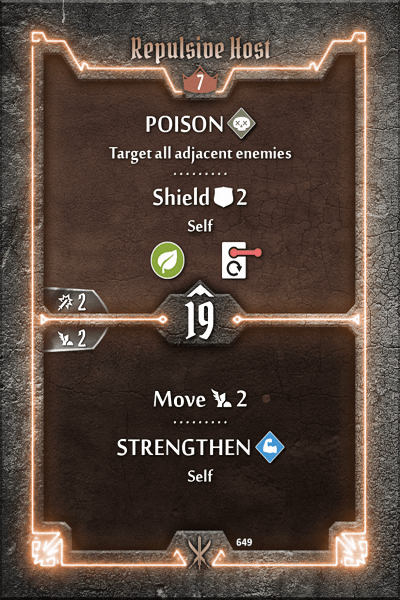 Repulsive Host
7
POISON
Target all adjacent enemies
Shield 2
Self
2
19
2
Move 2
STRENGTHEN
Self
649